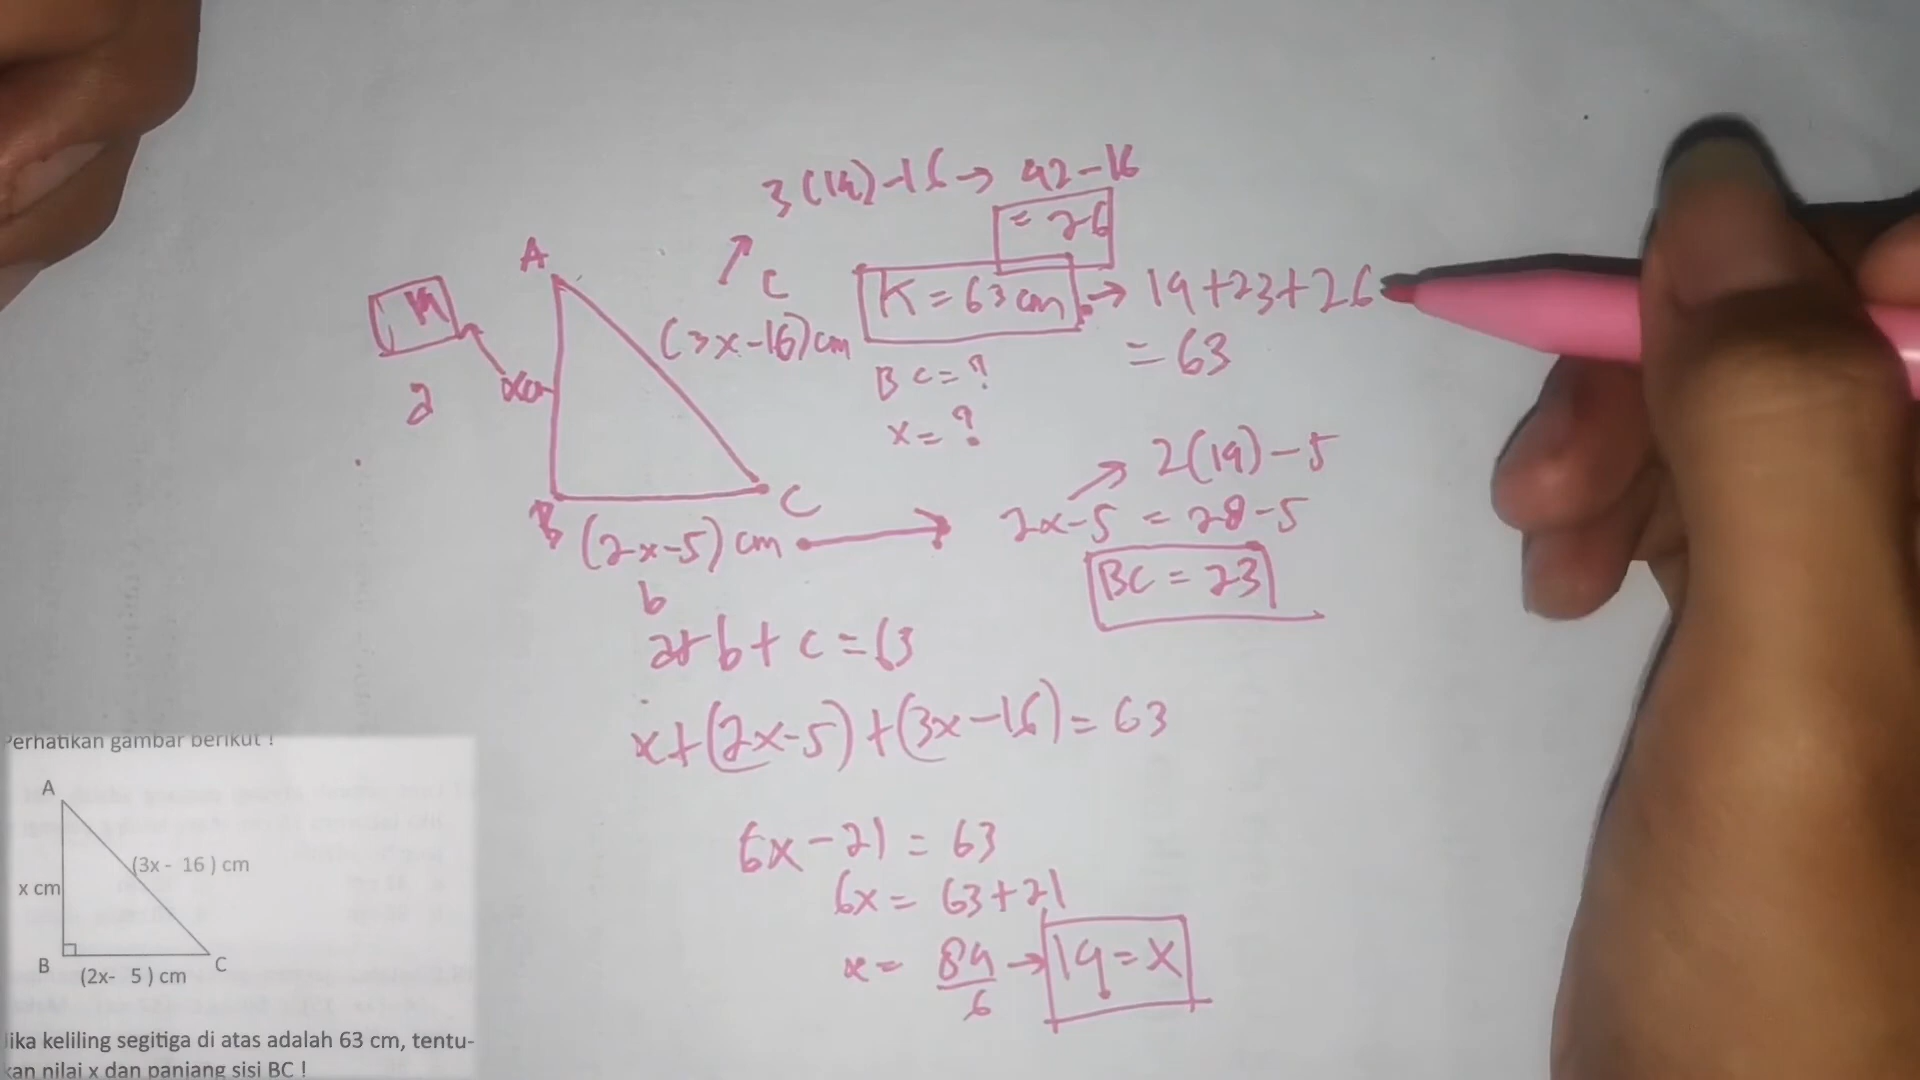 3(14)-16→ 42-16
= 26
A
14
c
K = 63 cm → 14+23+26
= 63
(3x-16) cm
BC = ?
x = ?
x cm
a
2(14)-5
B
C
(2x-5) cm → 2x-5 = 28-5
BC = 23
b
a+b+c=63
x+(2x-5)+(3x-16)=63
6x-21 = 63
6x = 63+21
x = 84/6 → 14=x
Perhatikan gambar berikut !
A
(3x - 16 ) cm
x cm
B
C
(2x- 5 ) cm
Jika keliling segitiga di atas adalah 63 cm, tentu-
kan nilai x dan panjang sisi BC !